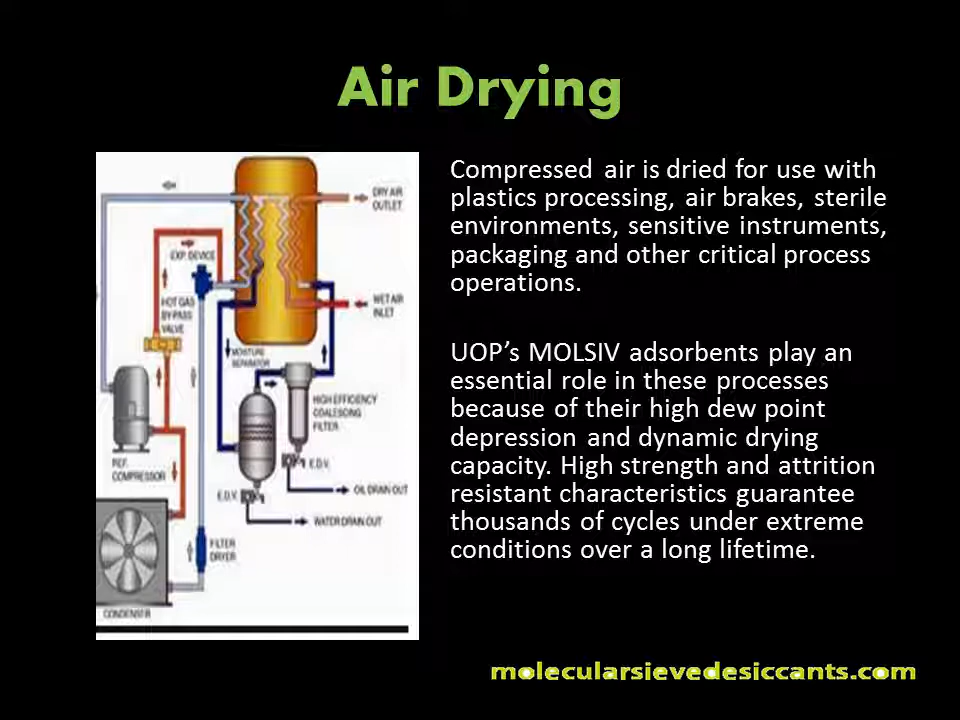 Air Drying
Compressed air is dried for use with
plastics processing, air brakes, sterile
environments, sensitive instruments,
packaging and other critical process
operations.
UOP’s MOLSIV adsorbents play an
essential role in these processes
because of their high dew point
depression and dynamic drying
capacity. High strength and attrition
resistant characteristics guarantee
thousands of cycles under extreme
conditions over a long lifetime.
DRY AIR
OUTLET
EXP. DEVICE
HOT GAS
BY-PASS
VALVE
WET AIR
INLET
MOISTURE
SEPARATOR
HIGH EFFICIENCY
COALESCING
FILTER
REF.
COMPRESSOR
E.D.V.
E.D.V.
OIL DRAIN OUT
WATER DRAIN OUT
FILTER
DRYER
CONDENSER
molecularsievedesiccants.com